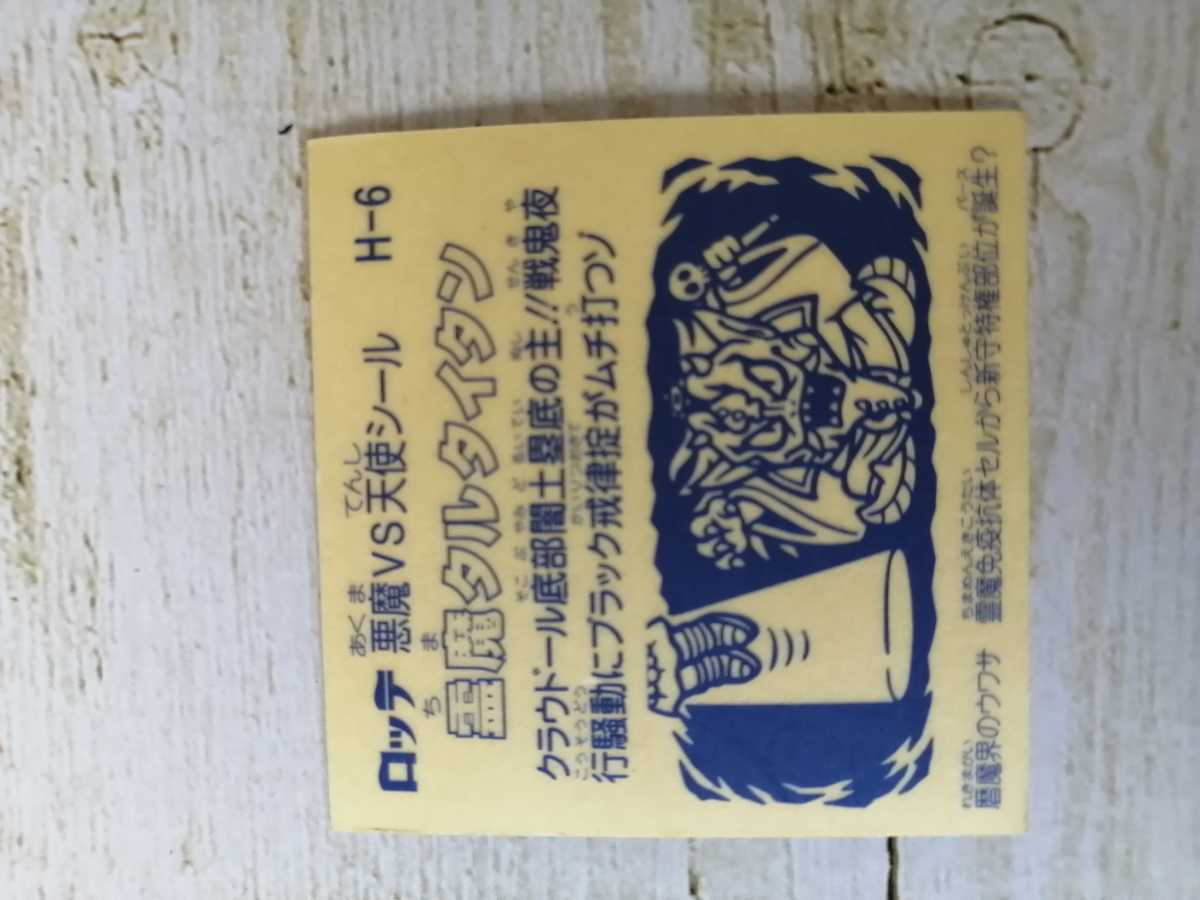 ロッテ 悪魔VS天使シール H-6
霊魔タルタイタン
クラウドール底部闇土塁底の主!!戦鬼夜
行騒動にブラック戒律掟がムチ打つゾ
暦魔界のウワサ 霊魔免疫抗体セルから新守特権部位が誕生?